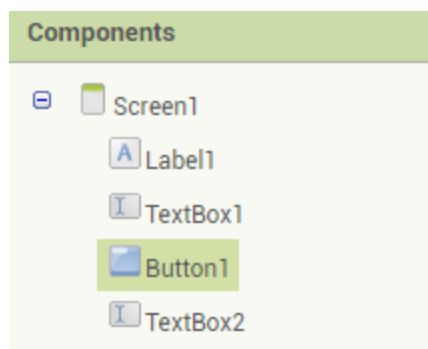 Components
Screen1
A Label1
TextBox1
Button1
TextBox2